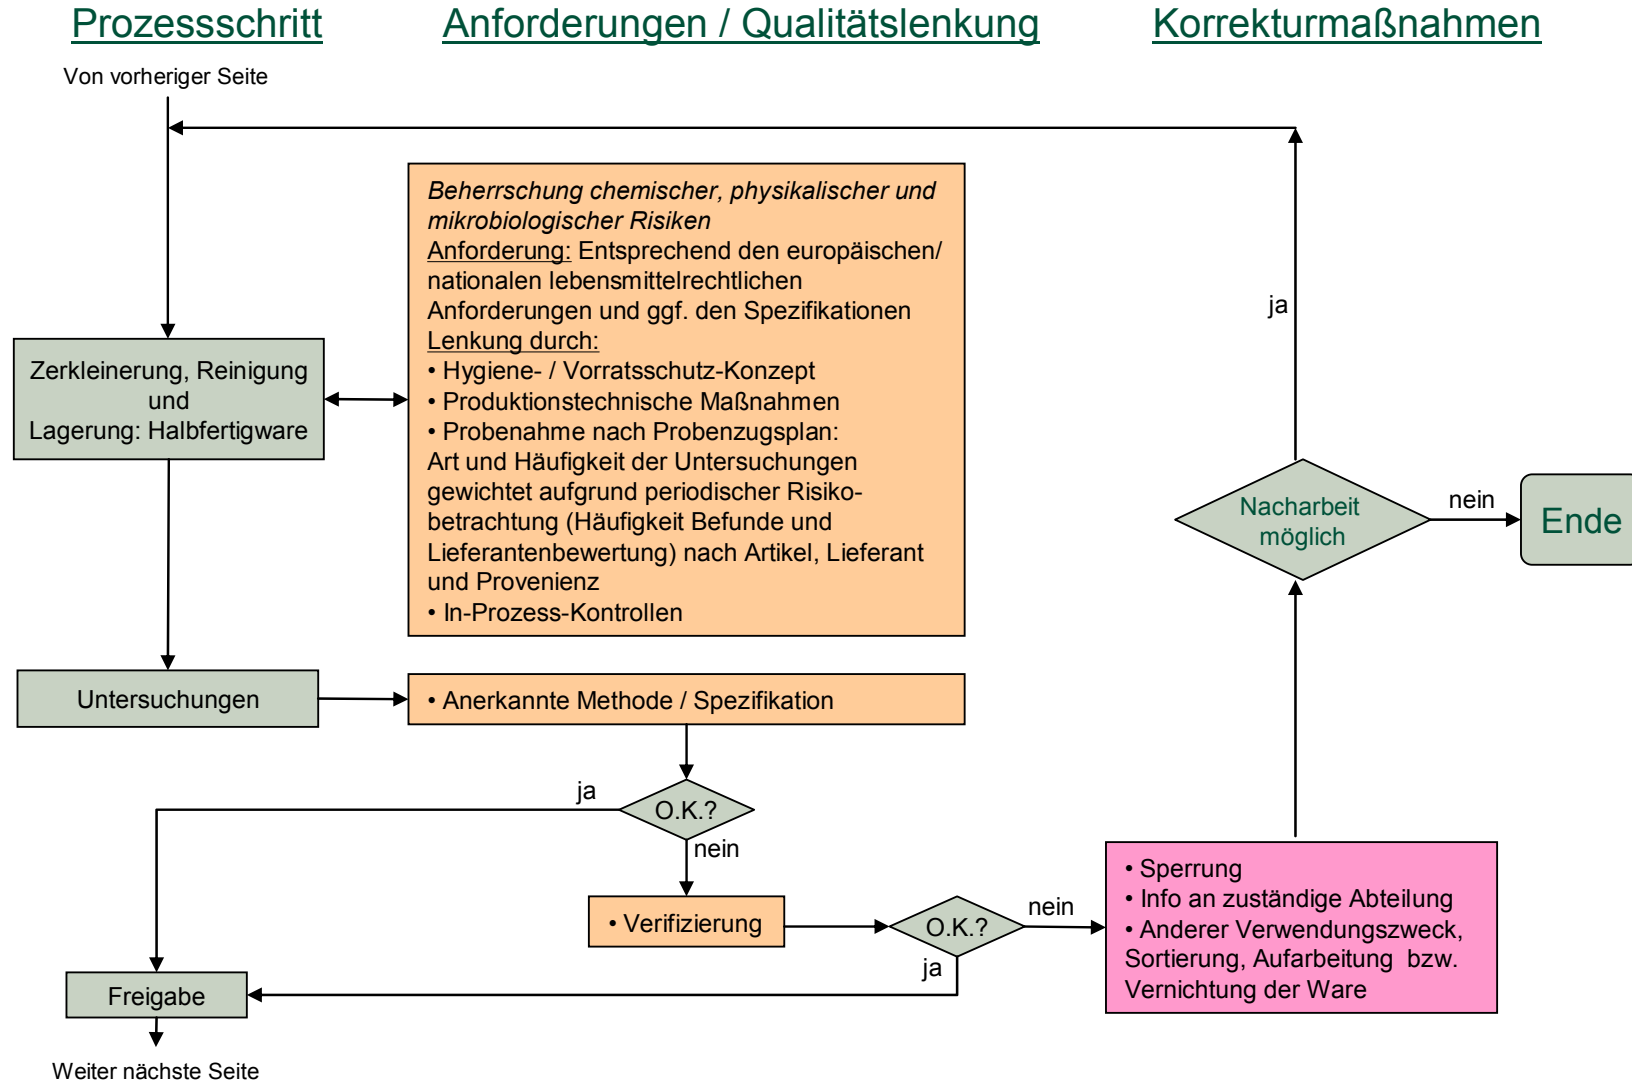 Prozessschritt
Anforderungen / Qualitätslenkung
Korrekturmaßnahmen
Von vorheriger Seite
Beherrschung chemischer, physikalischer und
mikrobiologischer Risiken
Anforderung: Entsprechend den europäischen/
nationalen lebensmittelrechtlichen
Anforderungen und ggf. den Spezifikationen
Lenkung durch:
• Hygiene- / Vorratsschutz-Konzept
• Produktionstechnische Maßnahmen
• Probenahme nach Probenzugsplan:
Art und Häufigkeit der Untersuchungen
gewichtet aufgrund periodischer Risiko-
betrachtung (Häufigkeit Befunde und
Lieferantenbewertung) nach Artikel, Lieferant
und Provenienz
• In-Prozess-Kontrollen
Zerkleinerung, Reinigung
und
Lagerung: Halbfertigware
ja
Nacharbeit
möglich
nein
Ende
Untersuchungen
• Anerkannte Methode / Spezifikation
ja
O.K.?
nein
• Verifizierung
O.K.?
nein
ja
• Sperrung
• Info an zuständige Abteilung
• Anderer Verwendungszweck,
Sortierung, Aufarbeitung bzw.
Vernichtung der Ware
Freigabe
Weiter nächste Seite